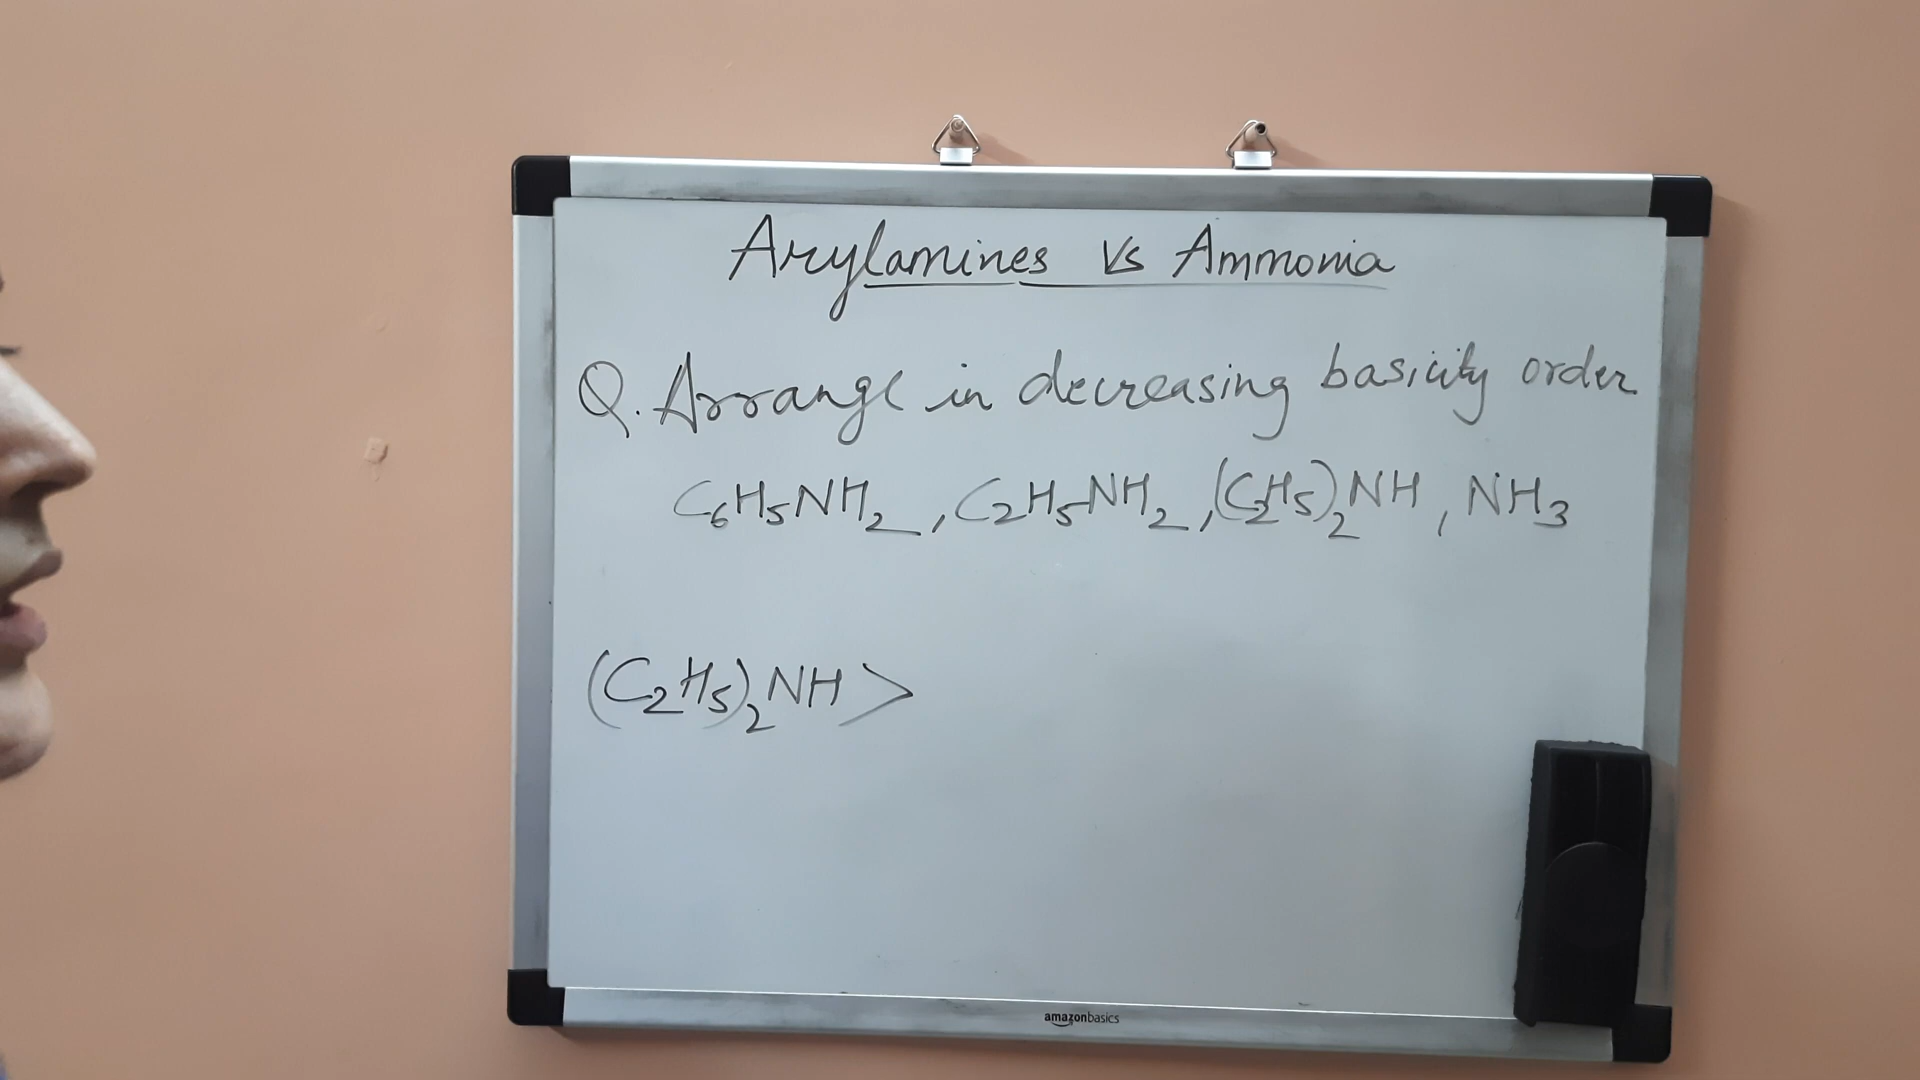 Arylamines Vs Ammonia
Q. Arrange in decreasing basicity order
C₆H₅NH₂, C₂H₅NH₂, (C₂H₅)₂NH, NH₃
(C₂H₅)₂NH >
amazonbasics